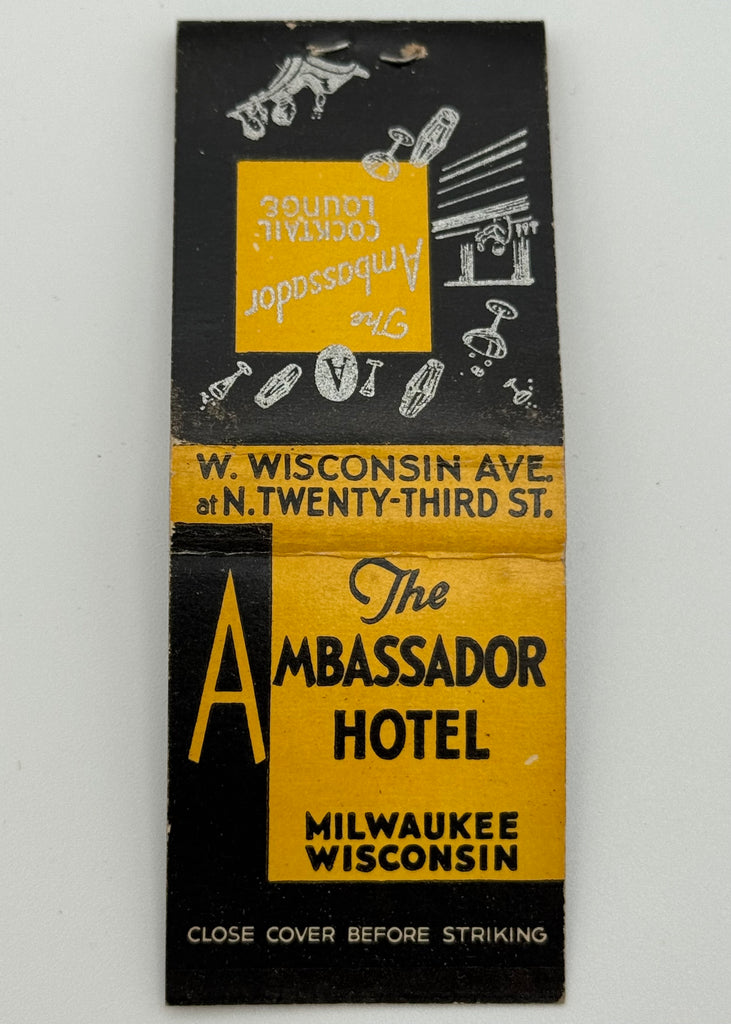 The
Ambassador
COCKTAIL
LOUNGE
A
W. WISCONSIN AVE.
at N. TWENTY-THIRD ST.
The
AMBASSADOR
HOTEL
MILWAUKEE
WISCONSIN
CLOSE COVER BEFORE STRIKING